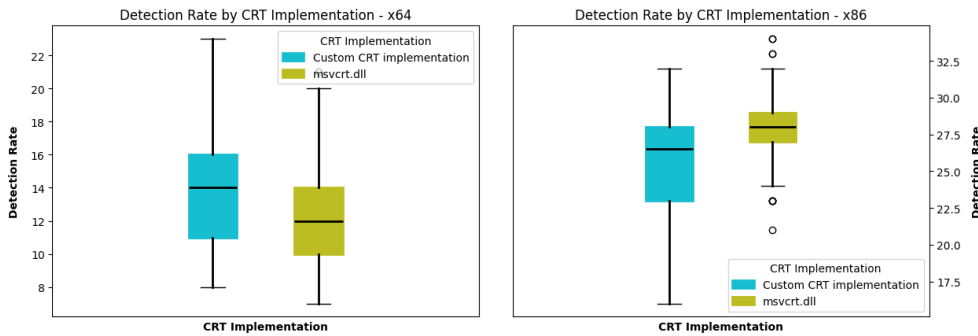 Detection Rate by CRT Implementation - x64
Detection Rate
22
20
18
16
14
12
10
8
CRT Implementation
Custom CRT implementation
msvcrt.dll
CRT Implementation
Detection Rate by CRT Implementation - x86
32.5
30.0
27.5
25.0
22.5
20.0
17.5
Detection Rate
CRT Implementation
Custom CRT implementation
msvcrt.dll
CRT Implementation